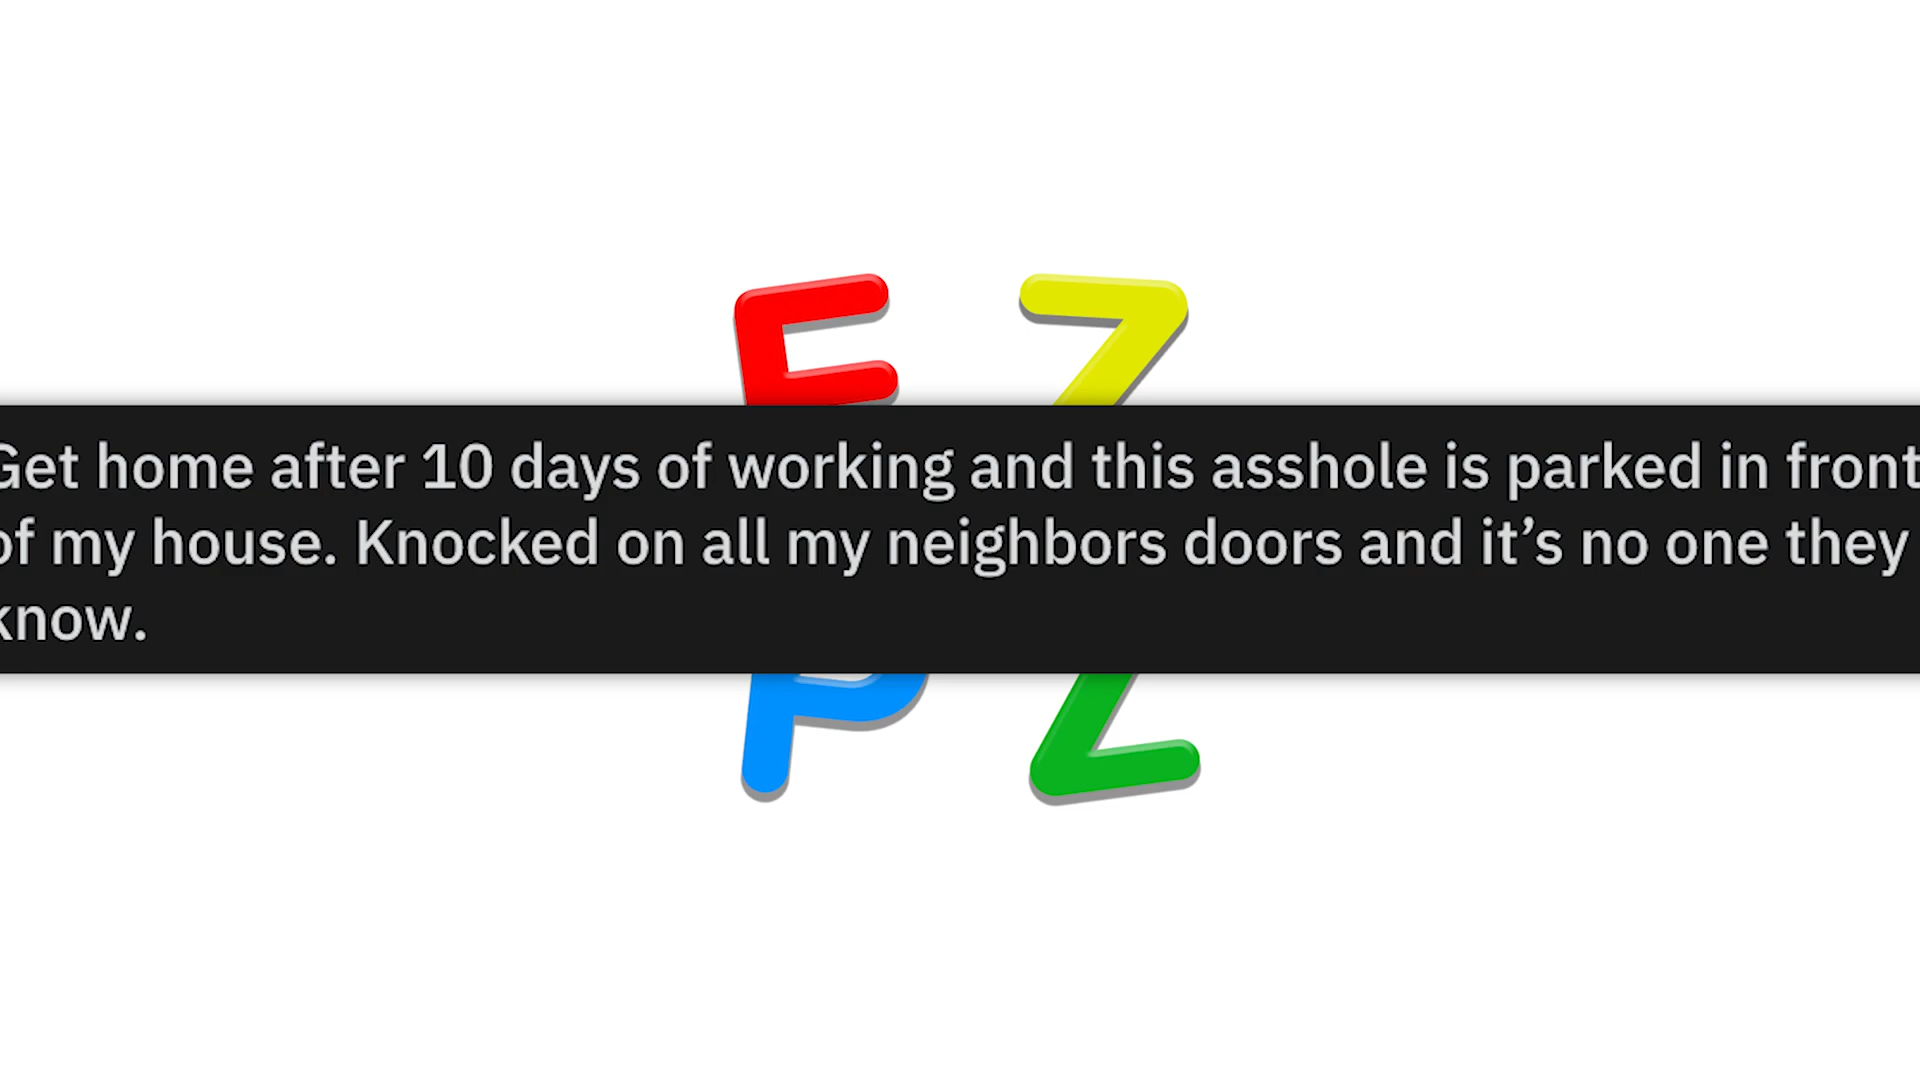 E Z
Get home after 10 days of working and this asshole is parked in front
of my house. Knocked on all my neighbors doors and it’s no one they
know.
P Z